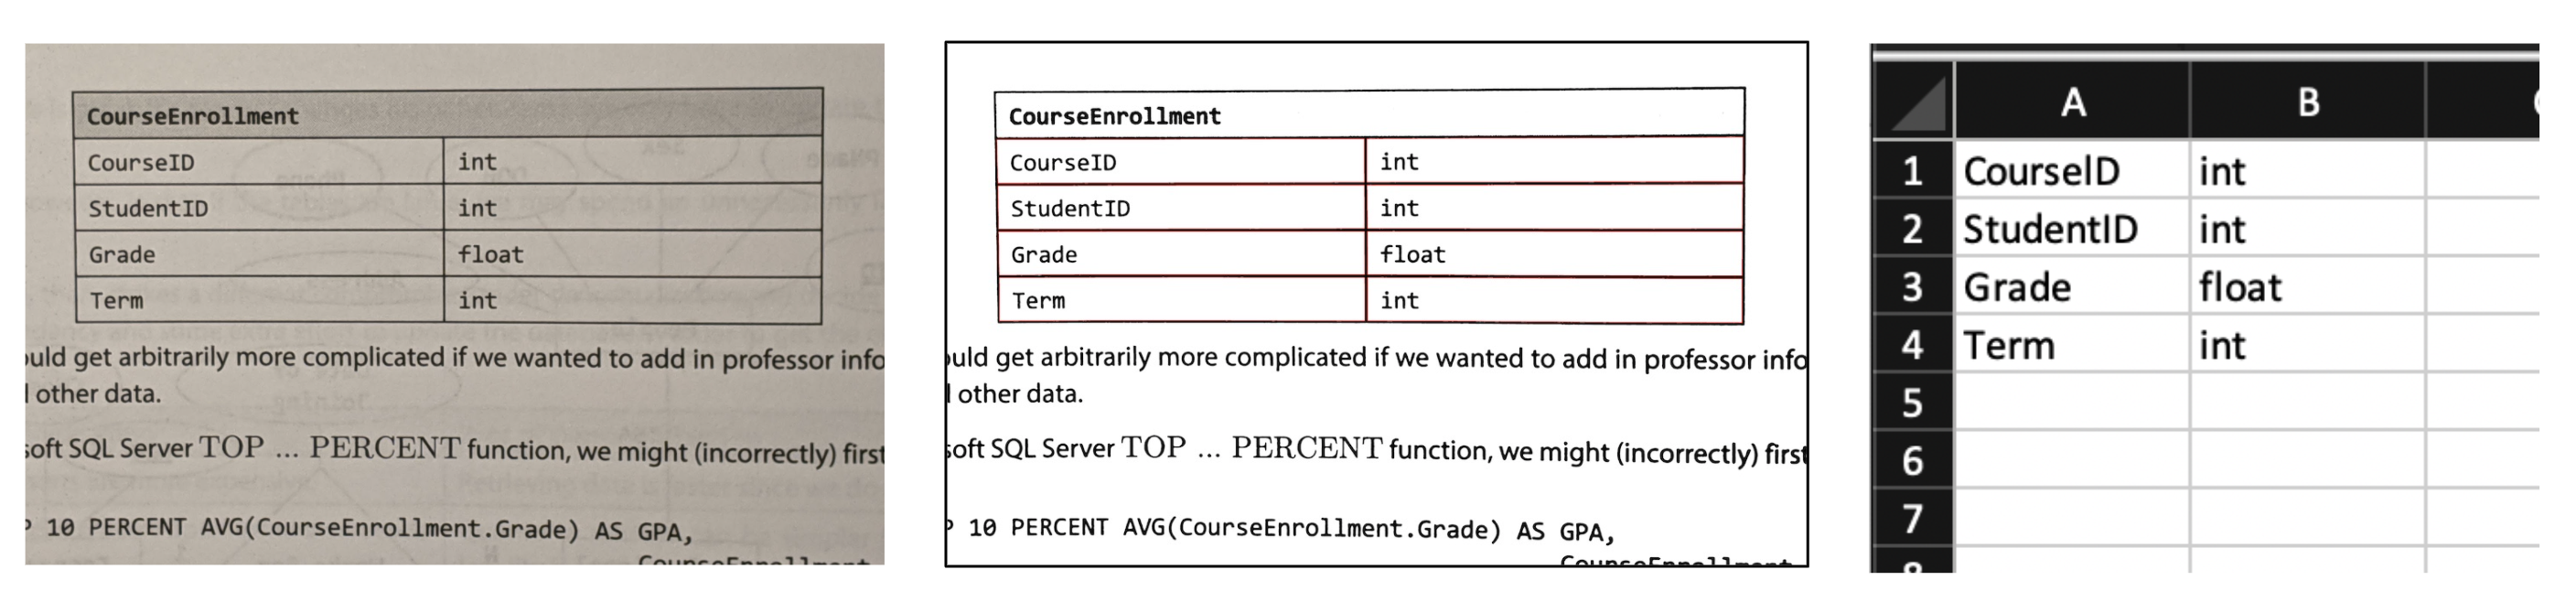 CourseEnrollment
CourseID int
StudentID int
Grade float
Term int
ould get arbitrarily more complicated if we wanted to add in professor info
l other data.
soft SQL Server TOP ... PERCENT function, we might (incorrectly) first
P 10 PERCENT AVG(CourseEnrollment.Grade) AS GPA,
CourseEnrollment
CourseEnrollment
CourseID int
StudentID int
Grade float
Term int
ould get arbitrarily more complicated if we wanted to add in professor info
l other data.
soft SQL Server TOP ... PERCENT function, we might (incorrectly) first
P 10 PERCENT AVG(CourseEnrollment.Grade) AS GPA,
CourseEnrollment
A B
1 CourseID int
2 StudentID int
3 Grade float
4 Term int
5
6
7
8